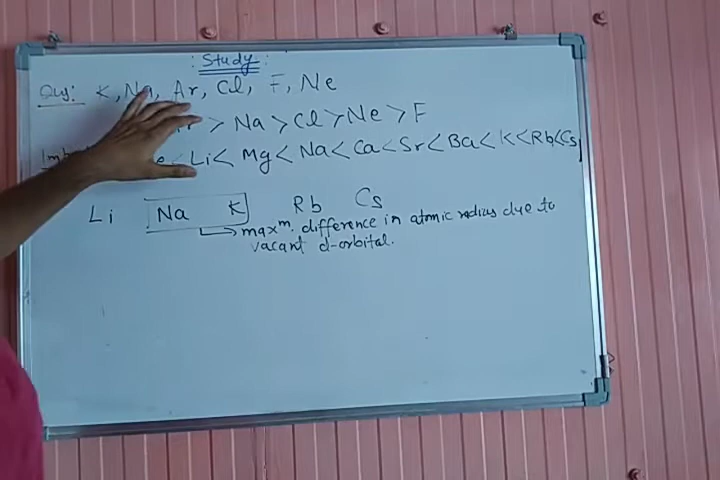 : Study :
Qus: K, Na, Ar, Cl, F, Ne
> Na > Cl > Ne > F
< Li < Mg < Na < Ca < Sr < Ba < K < Rb < Cs
Li Na K Rb Cs
→ maxm. difference in atomic radius due to
vacant d-orbital.